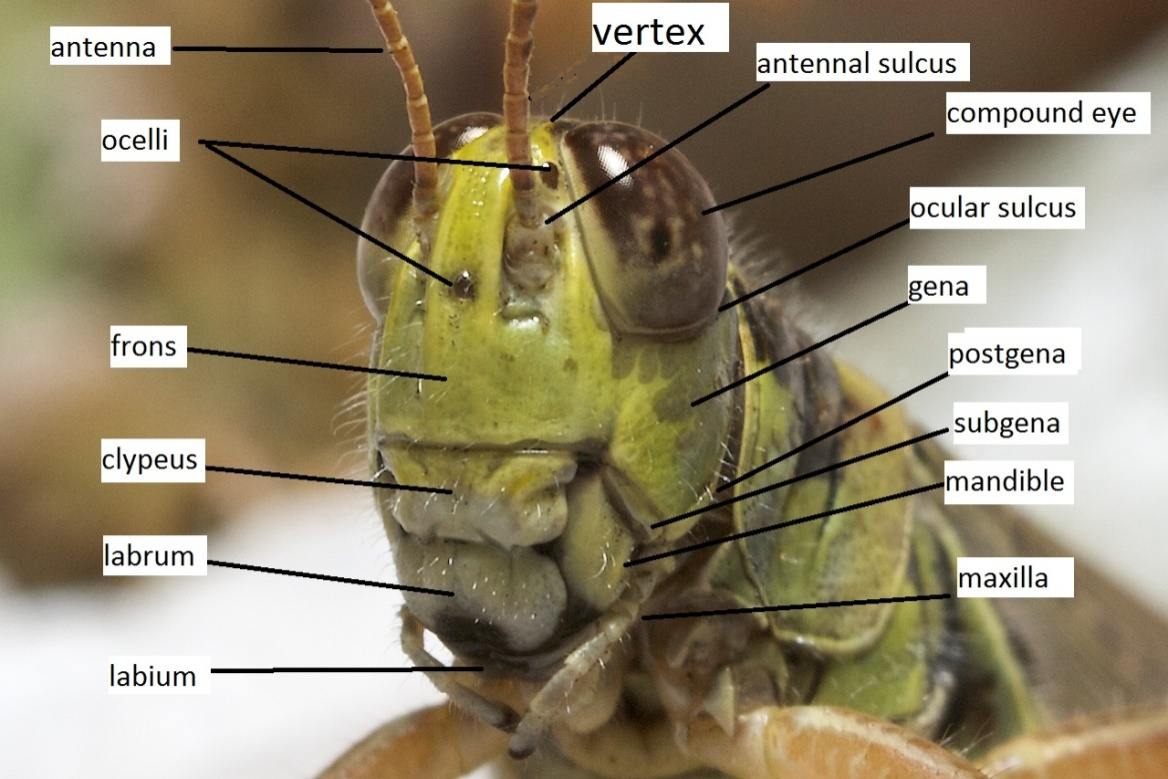 vertex
antenna
antennal sulcus
compound eye
ocelli
ocular sulcus
gena
frons
postgena
subgena
clypeus
mandible
labrum
maxilla
labium